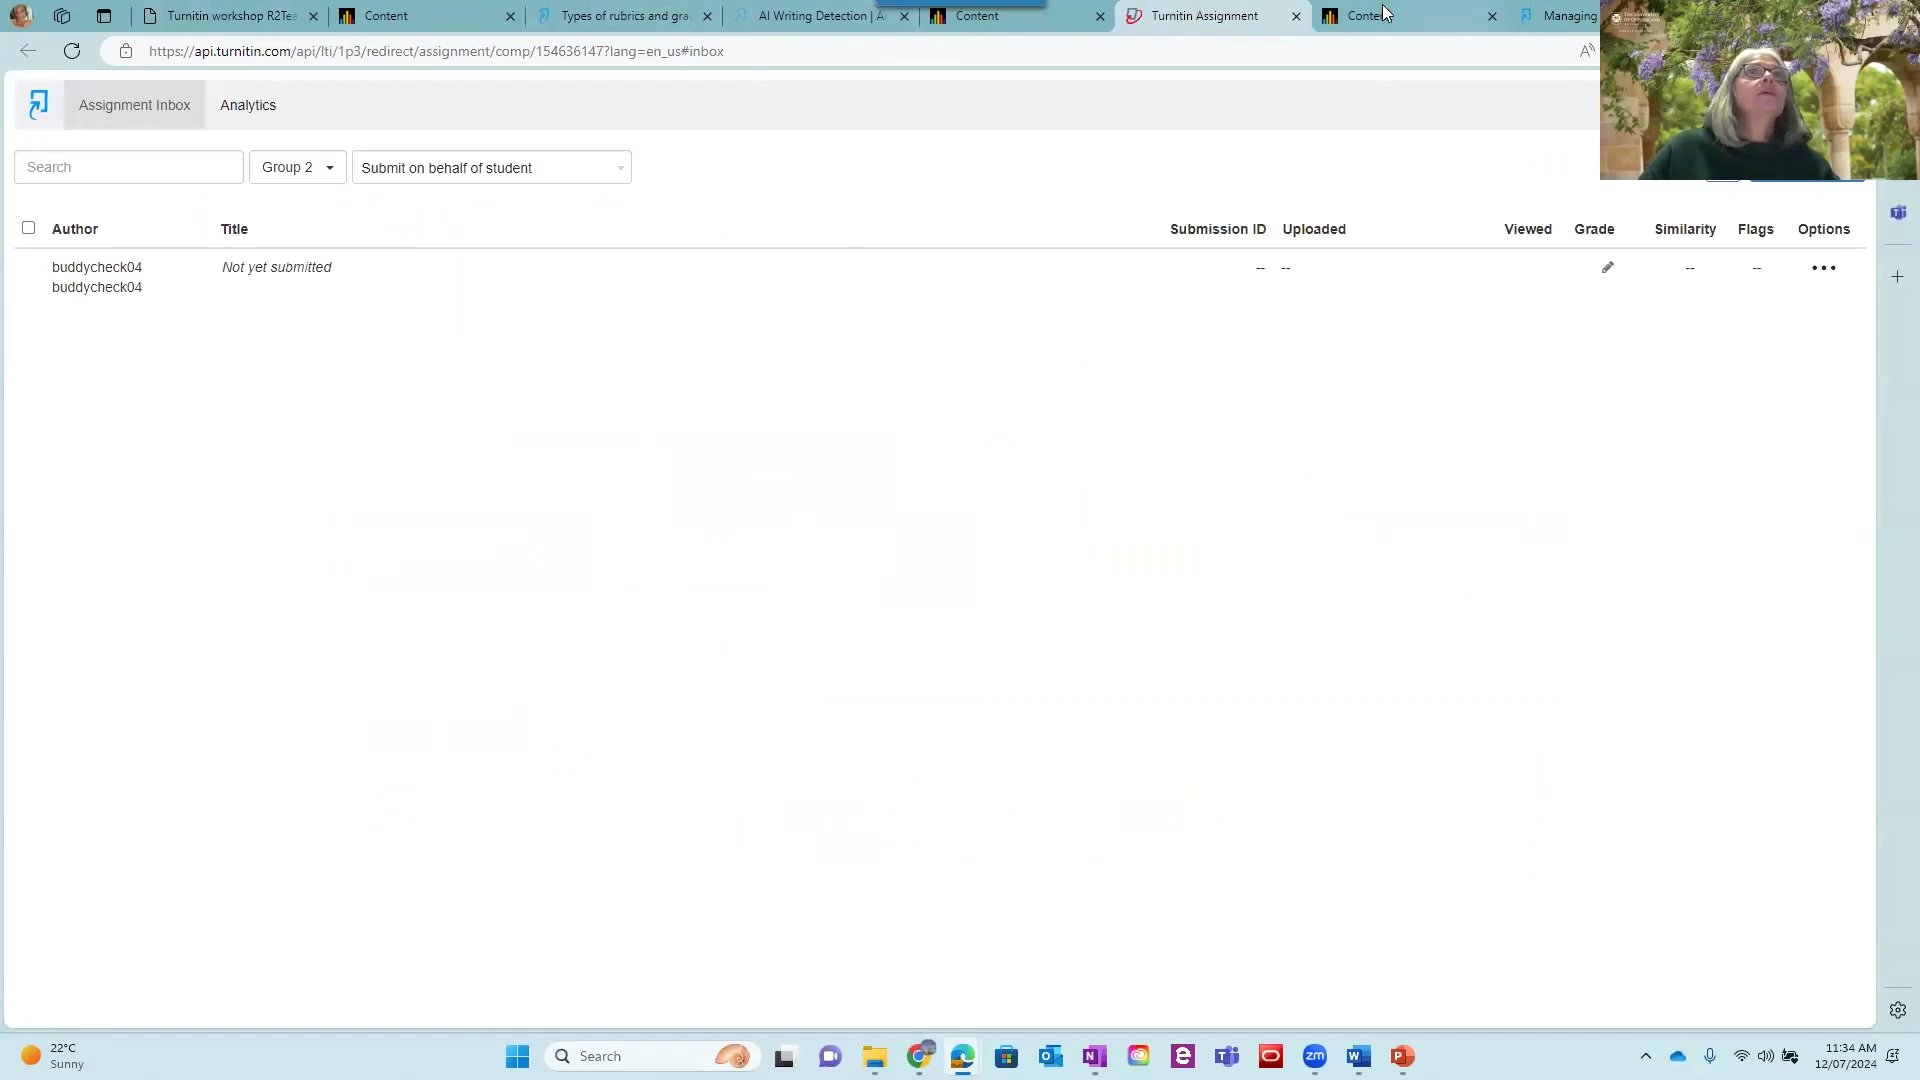 Turnitin workshop R2Tea
Content
Types of rubrics and gra
AI Writing Detection | A
Content
Turnitin Assignment
Conte
Managing
https://api.turnitin.com/api/lti/1p3/redirect/assignment/comp/154636147?lang=en_us#inbox
Assignment Inbox
Analytics
Search
Group 2
Submit on behalf of student
Author
Title
Submission ID
Uploaded
Viewed
Grade
Similarity
Flags
Options
buddycheck04
buddycheck04
Not yet submitted
--
--
--
--
22°C
Sunny
Search
11:34 AM
12/07/2024